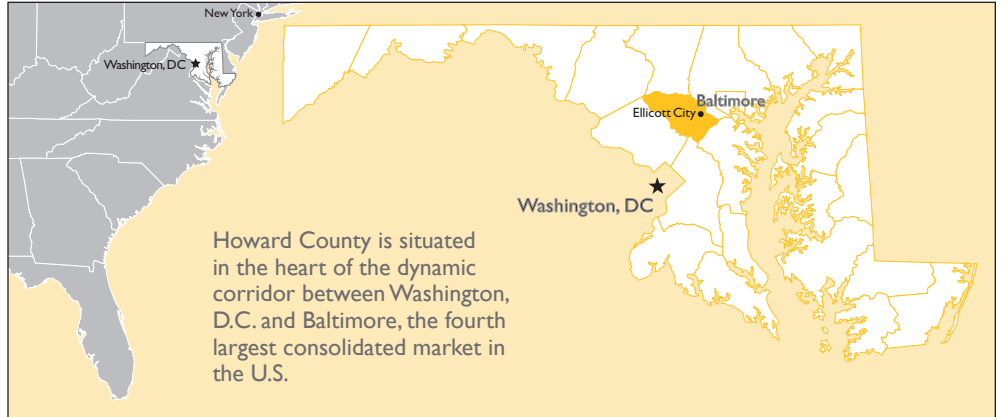 New York
Washington, DC
Baltimore
Ellicott City
Washington, DC
Howard County is situated
in the heart of the dynamic
corridor between Washington,
D.C. and Baltimore, the fourth
largest consolidated market in
the U.S.